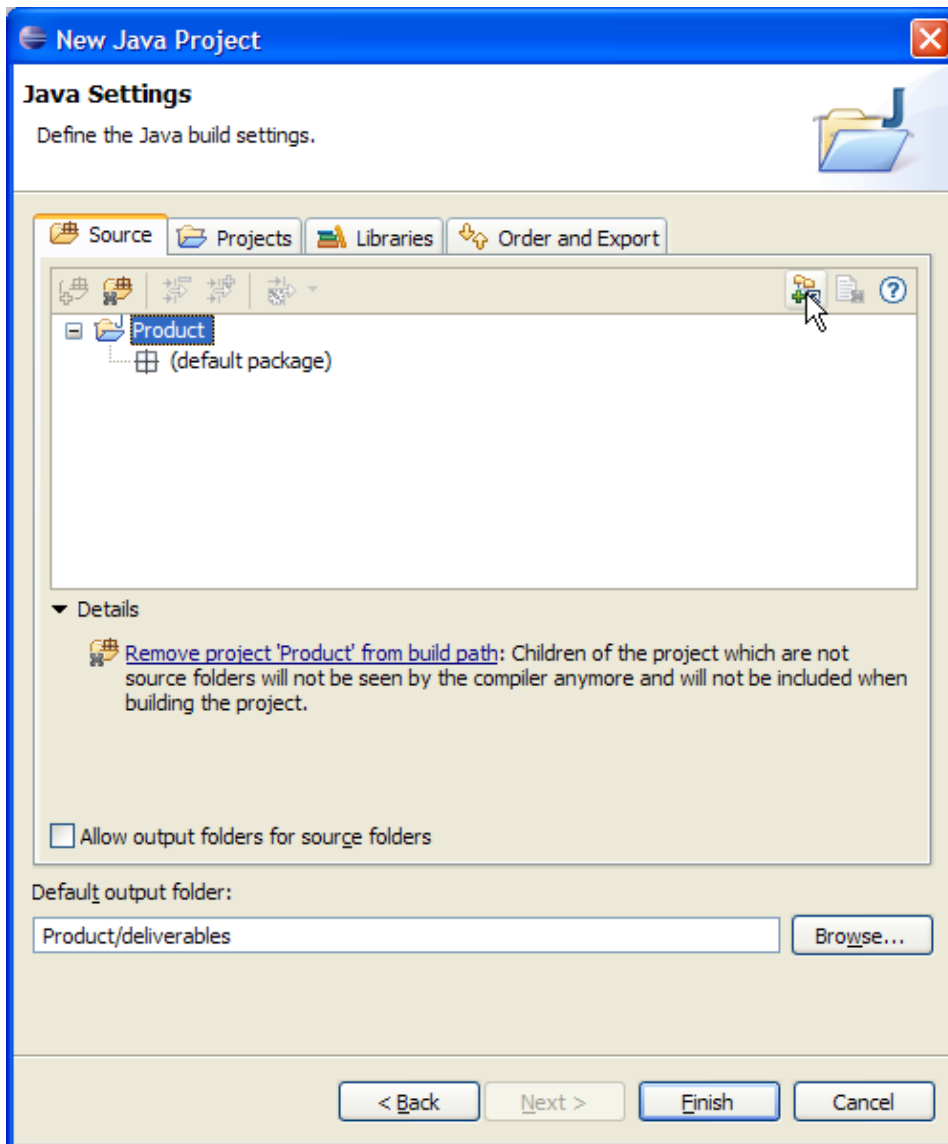 New Java Project
Java Settings
Define the Java build settings.
Source Projects Libraries Order and Export
Product
(default package)
Details
Remove project 'Product' from build path: Children of the project which are not
source folders will not be seen by the compiler anymore and will not be included when
building the project.
Allow output folders for source folders
Default output folder:
Product/deliverables Browse...
< Back Next > Finish Cancel